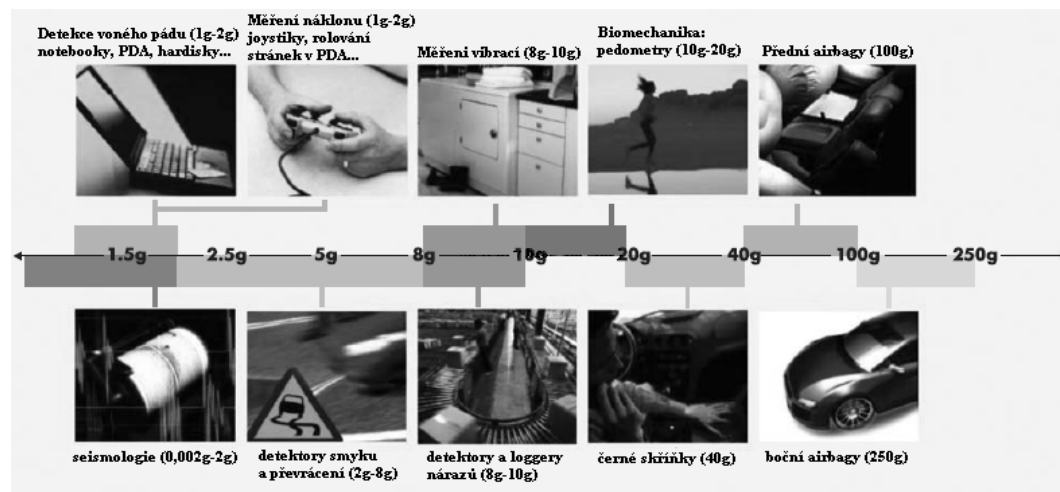 Detekce voného pádu (1g-2g)
notebooky, PDA, hardisky...
Měření náklonu (1g-2g)
joystiky, rolování
stránek v PDA...
Měřeni vibrací (8g-10g)
Biomechanika:
pedometry (10g-20g)
Přední airbagy (100g)
1.5g 2.5g 5g 8g 10g 20g 40g 100g 250g
seismologie (0,002g-2g)
detektory smyku
a převrácení (2g-8g)
detektory a loggery
nárazů (8g-10g)
černé skříňky (40g)
boční airbagy (250g)